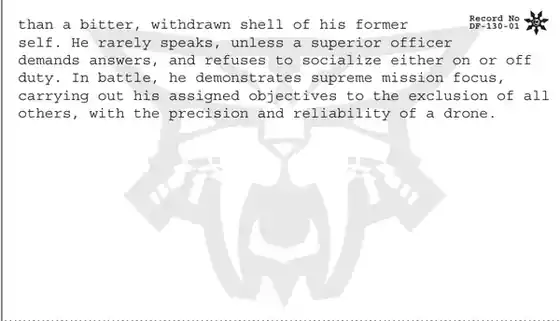 than a bitter, withdrawn shell of his former
self. He rarely speaks, unless a superior officer
demands answers, and refuses to socialize either on or off
duty. In battle, he demonstrates supreme mission focus,
carrying out his assigned objectives to the exclusion of all
others, with the precision and reliability of a drone.
Record No
DF-130-01